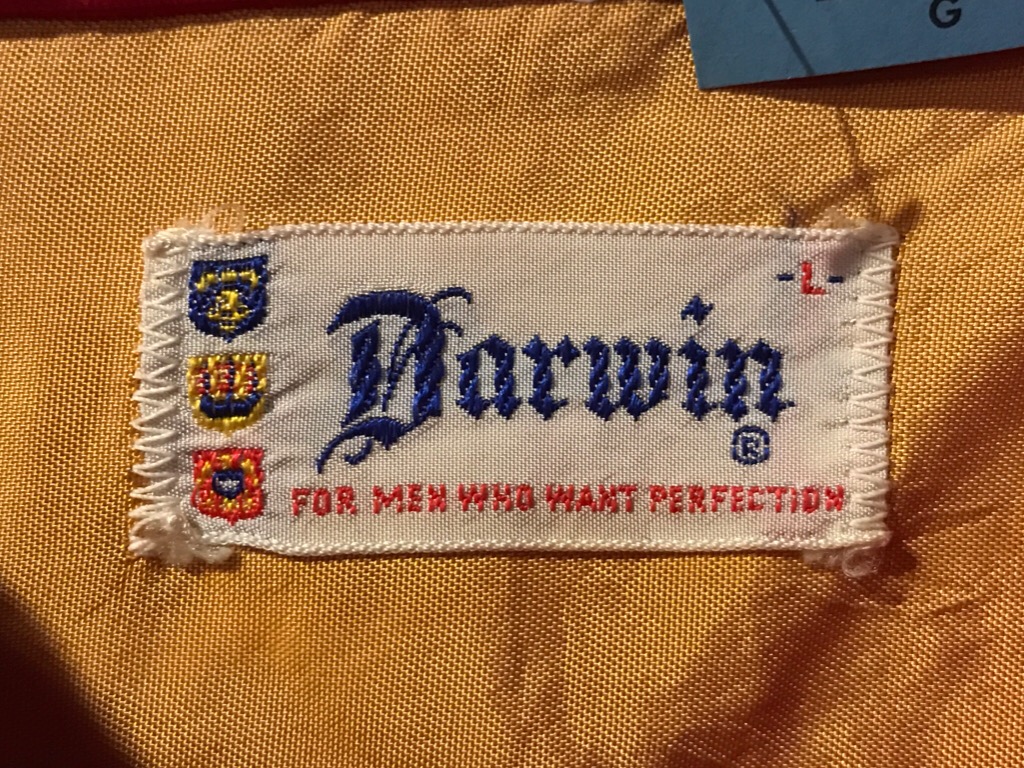 G
-L-
Darwin
®
FOR MEN WHO WANT PERFECTION